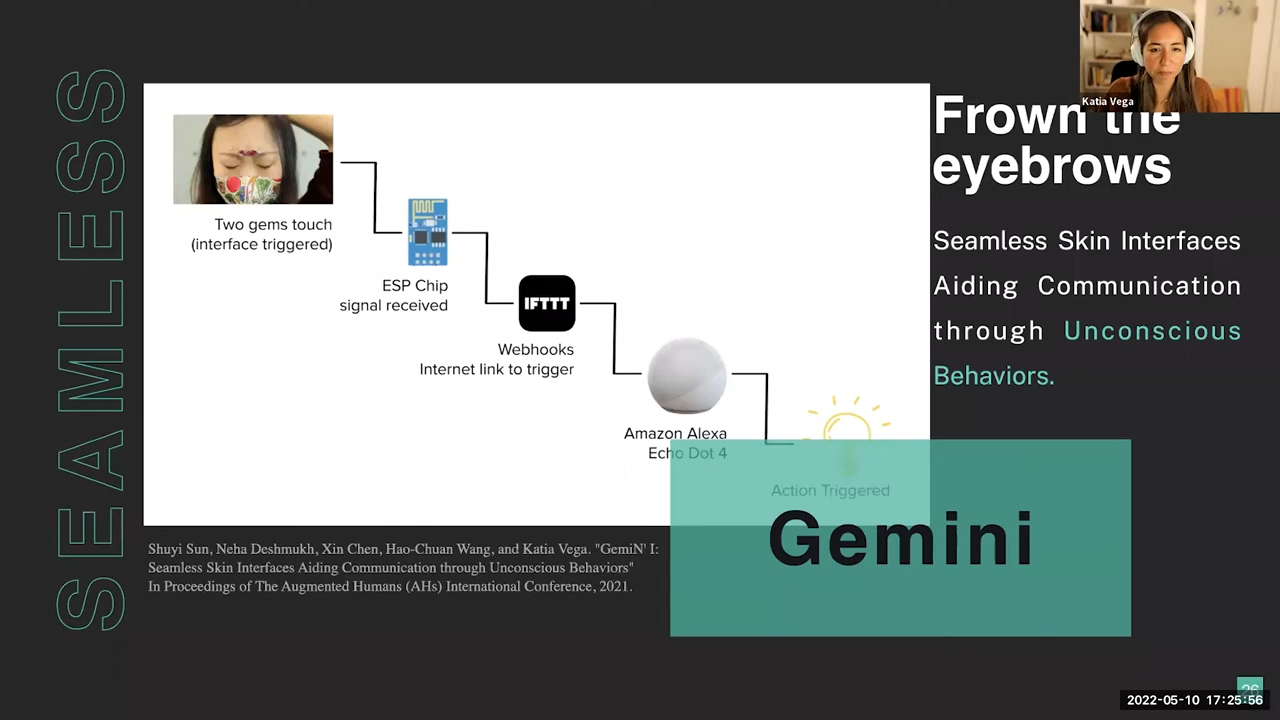 SEAMLESS
Two gems touch
(interface triggered)
ESP Chip
signal received
IFTTT
Webhooks
Internet link to trigger
Amazon Alexa
Echo Dot 4
Action Triggered
Katia Vega
Frown the
eyebrows
Seamless Skin Interfaces
Aiding Communication
through Unconscious
Behaviors.
Gemini
Shuyi Sun, Neha Deshmukh, Xin Chen, Hao-Chuan Wang, and Katia Vega. "GemiN' I:
Seamless Skin Interfaces Aiding Communication through Unconscious Behaviors"
In Proceedings of The Augmented Humans (AHs) International Conference, 2021.
26
2022-05-10 17:25:56